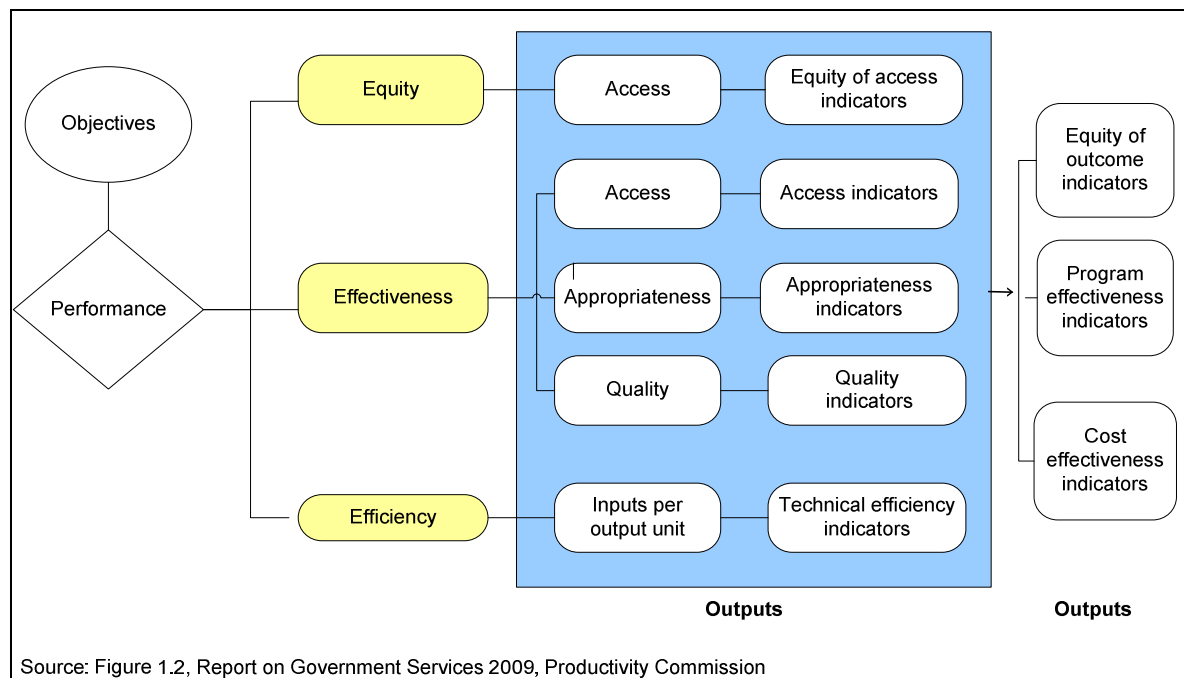 Objectives
Performance
Equity
Effectiveness
Efficiency
Access
Equity of access
indicators
Access
Access indicators
Appropriateness
Appropriateness
indicators
Quality
Quality
indicators
Inputs per
output unit
Technical efficiency
indicators
Outputs
Equity of
outcome
indicators
Program
effectiveness
indicators
Cost
effectiveness
indicators
Outputs
Source: Figure 1.2, Report on Government Services 2009, Productivity Commission